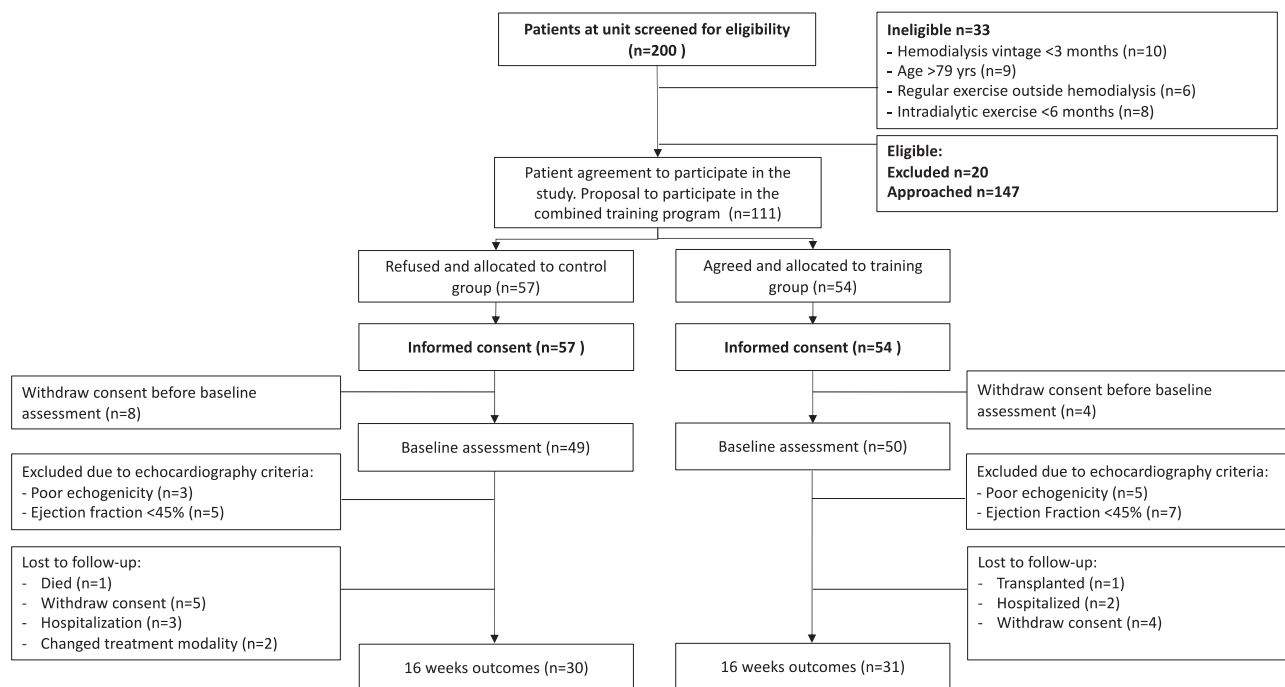 Patients at unit screened for eligibility
(n=200 )
Ineligible n=33
- Hemodialysis vintage <3 months (n=10)
- Age >79 yrs (n=9)
- Regular exercise outside hemodialysis (n=6)
- Intradialytic exercise <6 months (n=8)
Eligible:
Excluded n=20
Approached n=147
Patient agreement to participate in the
study. Proposal to participate in the
combined training program (n=111)
Refused and allocated to control
group (n=57)
Agreed and allocated to training
group (n=54)
Informed consent (n=57 )
Informed consent (n=54 )
Withdraw consent before baseline
assessment (n=8)
Withdraw consent before baseline
assessment (n=4)
Baseline assessment (n=49)
Baseline assessment (n=50)
Excluded due to echocardiography criteria:
- Poor echogenicity (n=3)
- Ejection fraction <45% (n=5)
Excluded due to echocardiography criteria:
- Poor echogenicity (n=5)
- Ejection Fraction <45% (n=7)
Lost to follow-up:
- Died (n=1)
- Withdraw consent (n=5)
- Hospitalization (n=3)
- Changed treatment modality (n=2)
Lost to follow-up:
- Transplanted (n=1)
- Hospitalized (n=2)
- Withdraw consent (n=4)
16 weeks outcomes (n=30)
16 weeks outcomes (n=31)